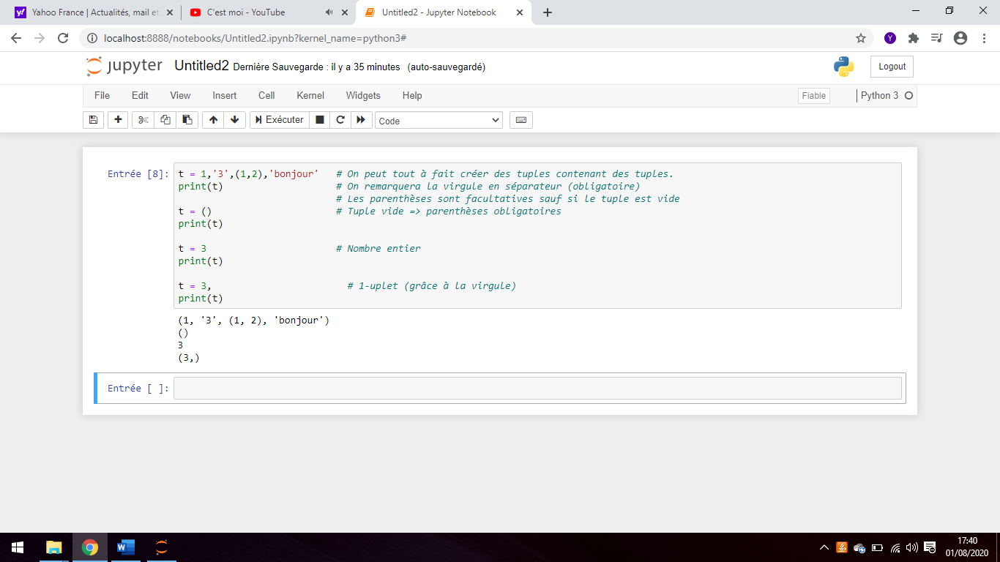 Yahoo France | Actualités, mail et
C'est moi - YouTube
Untitled2 - Jupyter Notebook
localhost:8888/notebooks/Untitled2.ipynb?kernel_name=python3#
Y
jupyter Untitled2 Dernière Sauvegarde : il y a 35 minutes (auto-sauvegardé)
Logout
File Edit View Insert Cell Kernel Widgets Help
Fiable
Python 3
Exécuter
Code
Entrée [8]: t = 1,'3',(1,2),'bonjour' # On peut tout à fait créer des tuples contenant des tuples.
print(t) # On remarquera la virgule en séparateur (obligatoire)
# Les parenthèses sont facultatives sauf si le tuple est vide
t = () # Tuple vide => parenthèses obligatoires
print(t)
t = 3 # Nombre entier
print(t)
t = 3, # 1-uplet (grâce à la virgule)
print(t)
(1, '3', (1, 2), 'bonjour')
()
3
(3,)
Entrée [ ]:
17:40
01/08/2020